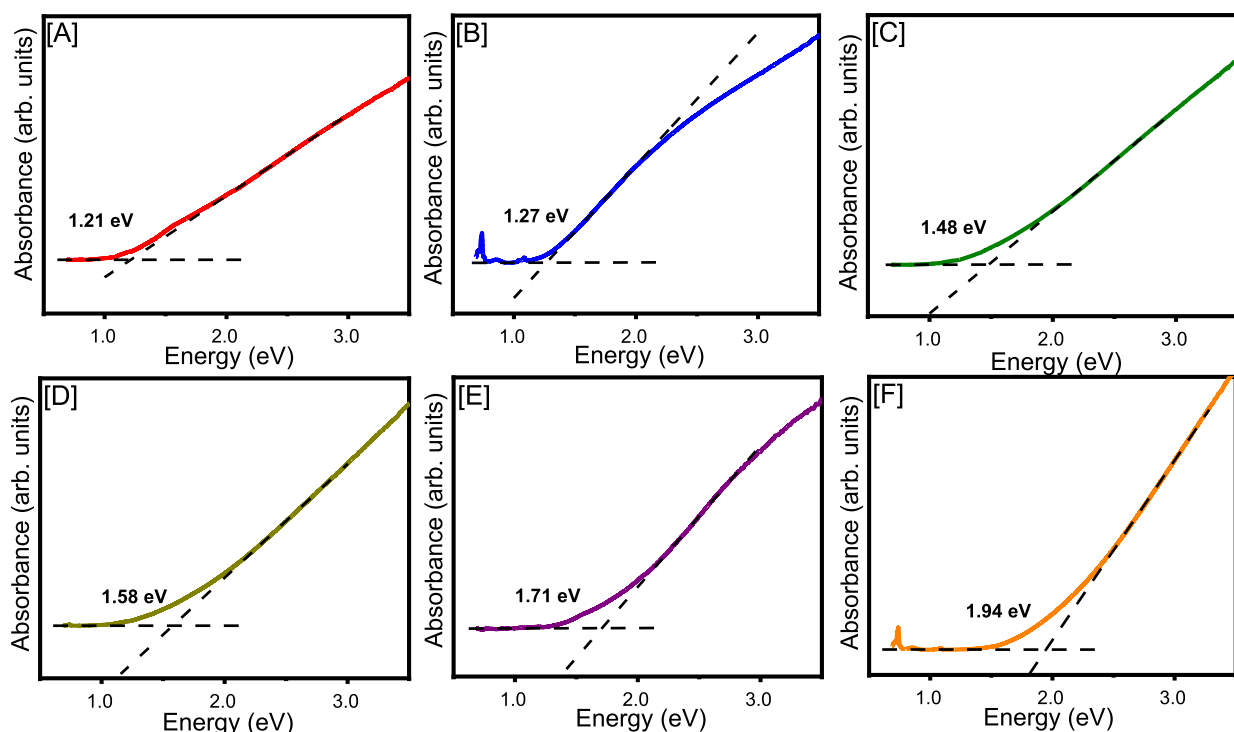 [A]
Absorbance (arb. units)
1.21 eV
1.0 2.0 3.0
Energy (eV)
[B]
Absorbance (arb. units)
1.27 eV
1.0 2.0 3.0
Energy (eV)
[C]
Absorbance (arb. units)
1.48 eV
1.0 2.0 3.0
Energy (eV)
[D]
Absorbance (arb. units)
1.58 eV
1.0 2.0 3.0
Energy (eV)
[E]
Absorbance (arb. units)
1.71 eV
1.0 2.0 3.0
Energy (eV)
[F]
Absorbance (arb. units)
1.94 eV
1.0 2.0 3.0
Energy (eV)